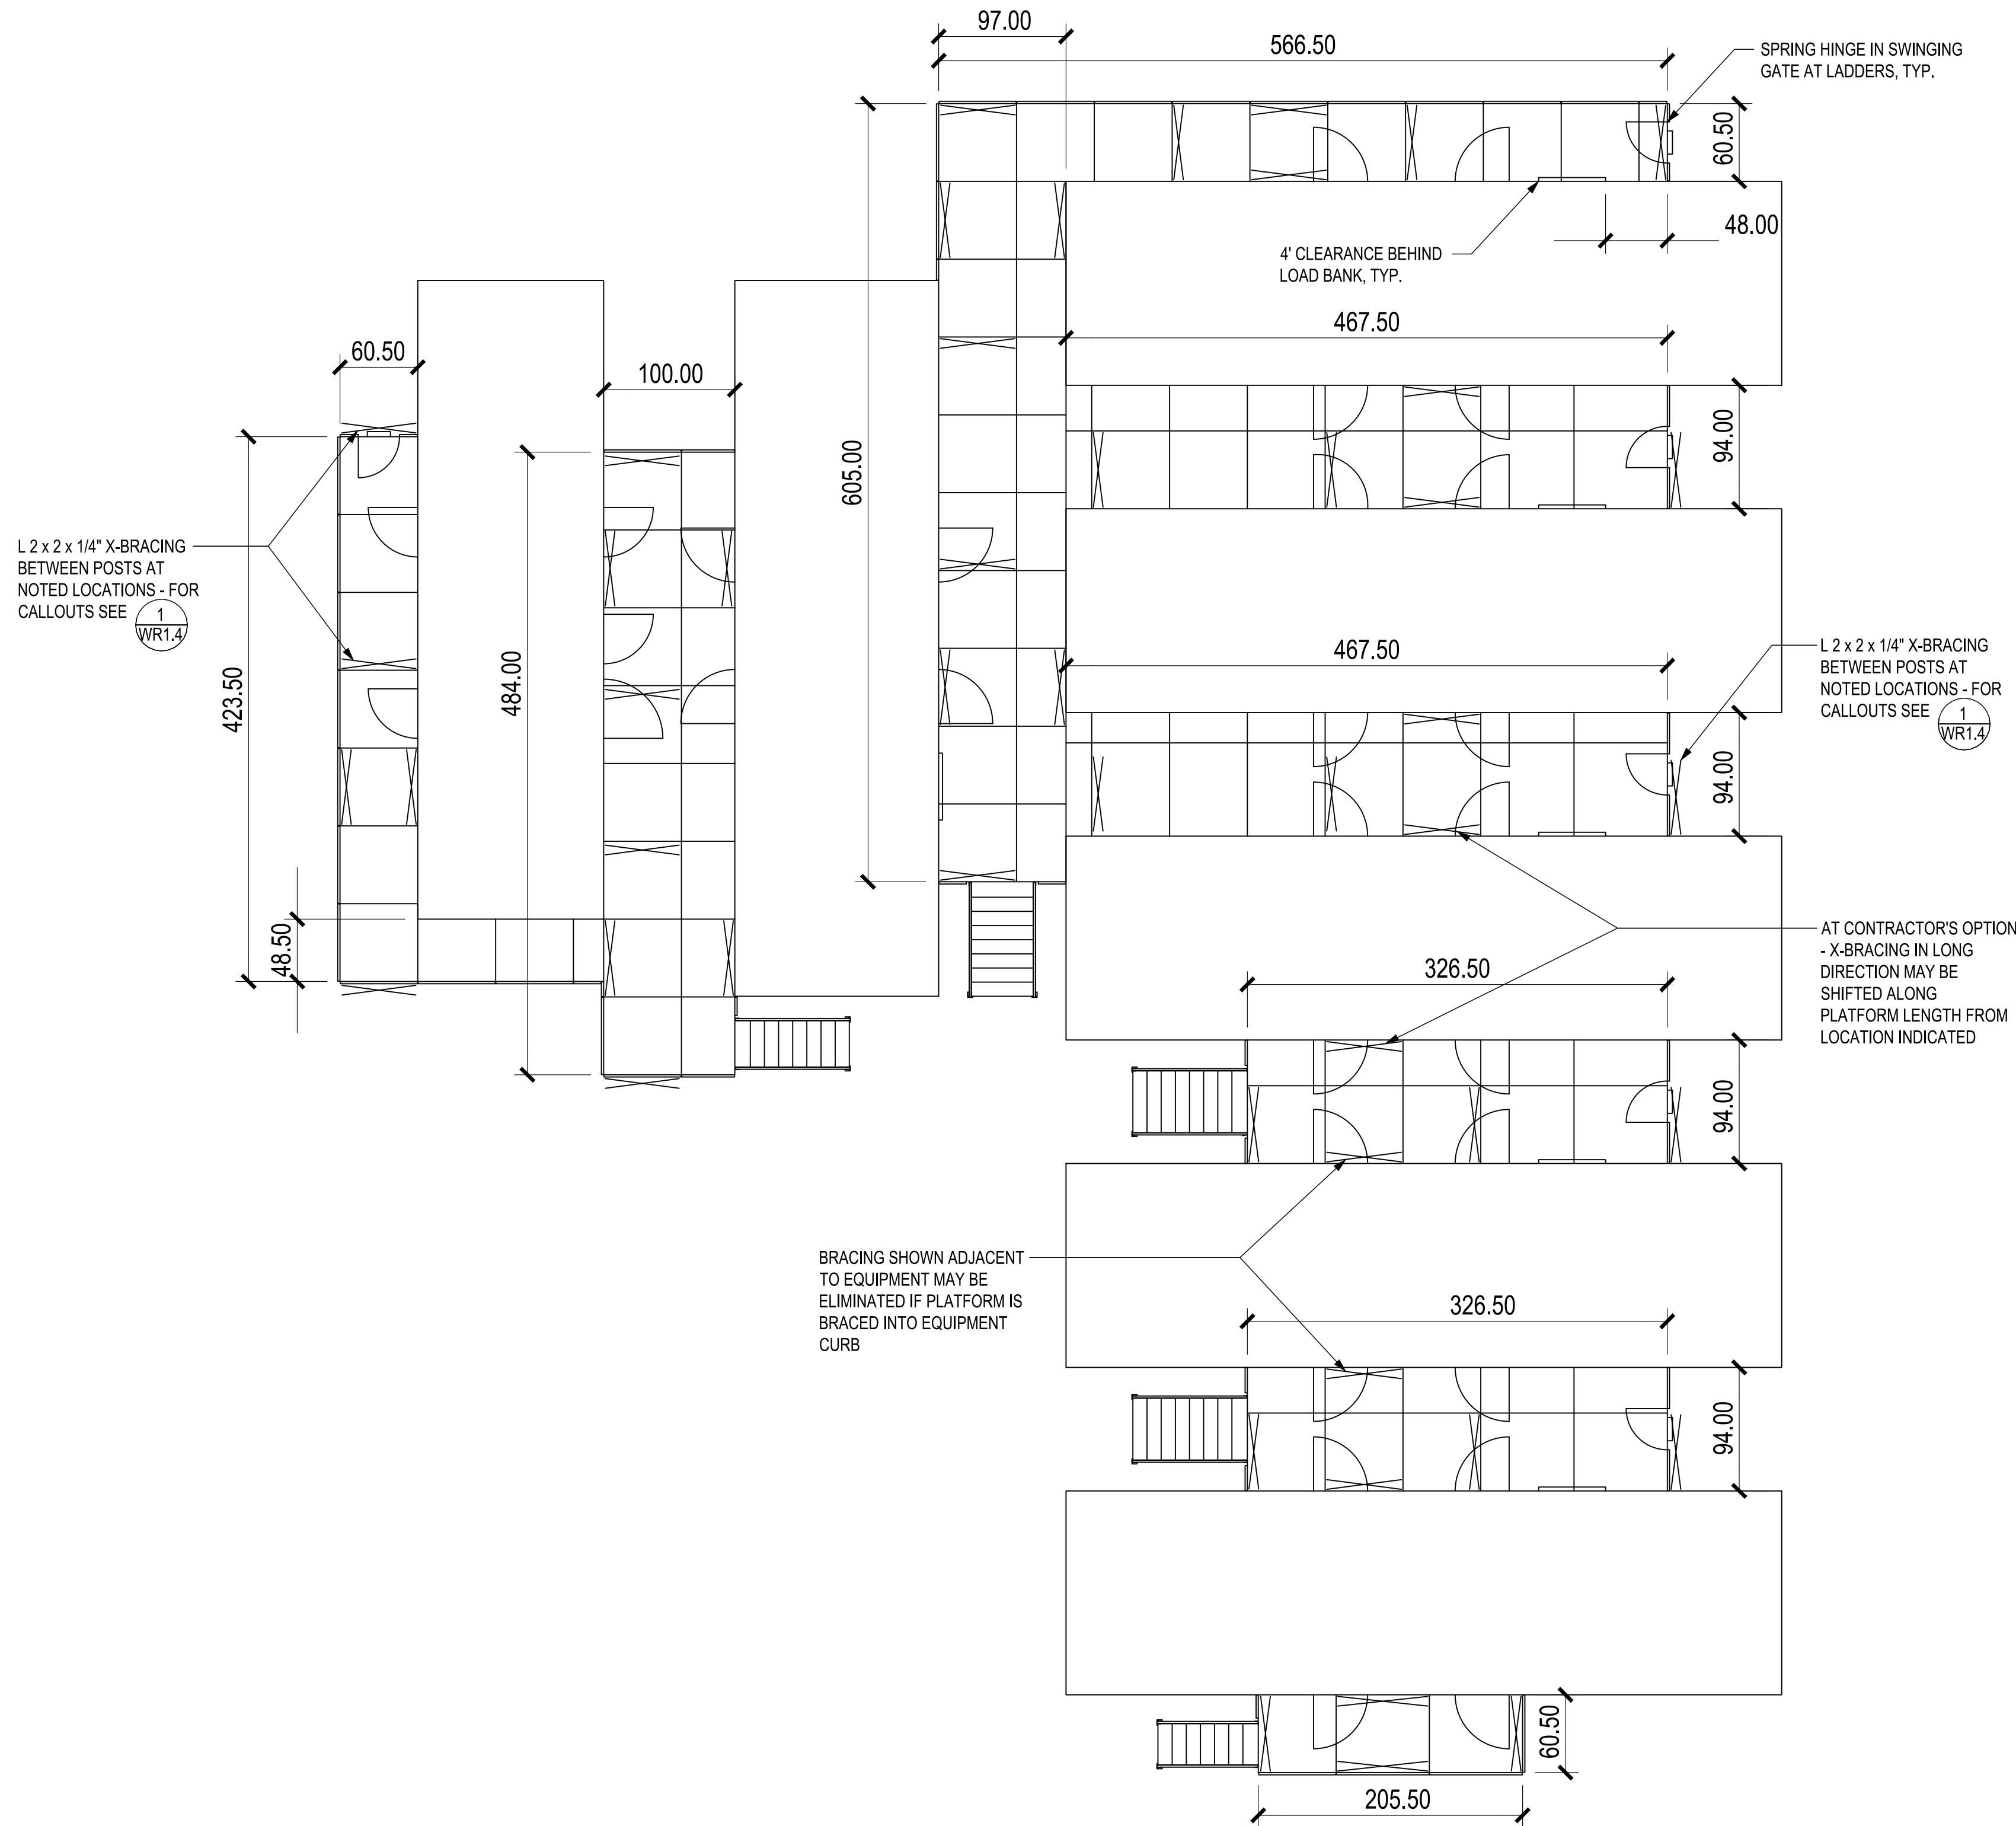 97.00
566.50
SPRING HINGE IN SWINGING
GATE AT LADDERS, TYP.
60.50
48.00
4' CLEARANCE BEHIND
LOAD BANK, TYP.
467.50
60.50
100.00
94.00
605.00
423.50
484.00
L 2 x 2 x 1/4" X-BRACING
BETWEEN POSTS AT
NOTED LOCATIONS - FOR
CALLOUTS SEE
1
WR1.4
467.50
L 2 x 2 x 1/4" X-BRACING
BETWEEN POSTS AT
NOTED LOCATIONS - FOR
CALLOUTS SEE
1
WR1.4
94.00
48.50
326.50
AT CONTRACTOR'S OPTION
- X-BRACING IN LONG
DIRECTION MAY BE
SHIFTED ALONG
PLATFORM LENGTH FROM
LOCATION INDICATED
94.00
BRACING SHOWN ADJACENT
TO EQUIPMENT MAY BE
ELIMINATED IF PLATFORM IS
BRACED INTO EQUIPMENT
CURB
326.50
94.00
60.50
205.50